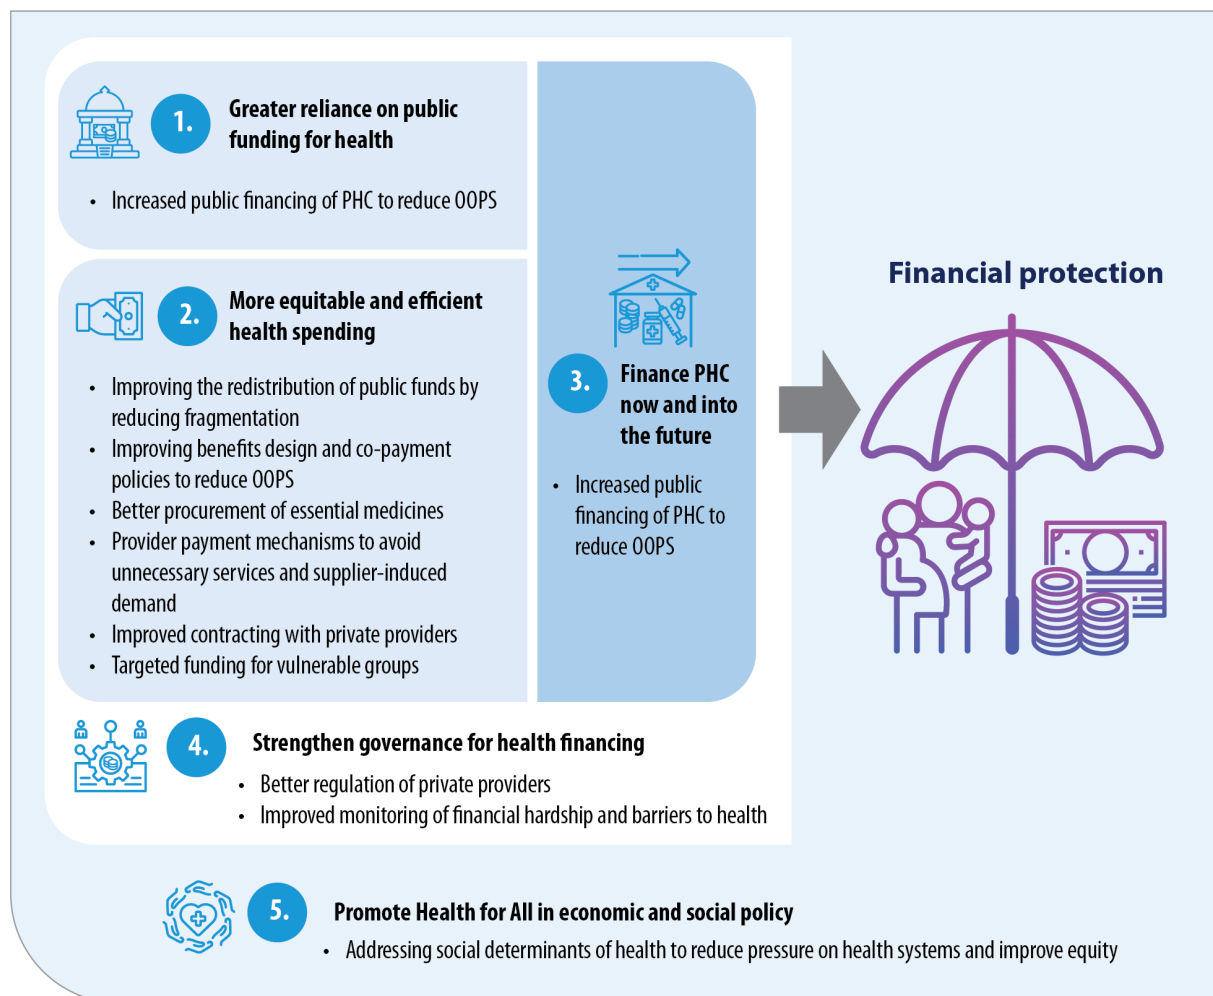 1.
Greater reliance on public
funding for health
• Increased public financing of PHC to reduce OOPS
2.
More equitable and efficient
health spending
• Improving the redistribution of public funds by
reducing fragmentation
• Improving benefits design and co-payment
policies to reduce OOPS
• Better procurement of essential medicines
• Provider payment mechanisms to avoid
unnecessary services and supplier-induced
demand
• Improved contracting with private providers
• Targeted funding for vulnerable groups
3.
Finance PHC
now and into
the future
• Increased public
financing of PHC to
reduce OOPS
4.
Strengthen governance for health financing
• Better regulation of private providers
• Improved monitoring of financial hardship and barriers to health
5.
Promote Health for All in economic and social policy
• Addressing social determinants of health to reduce pressure on health systems and improve equity
Financial protection